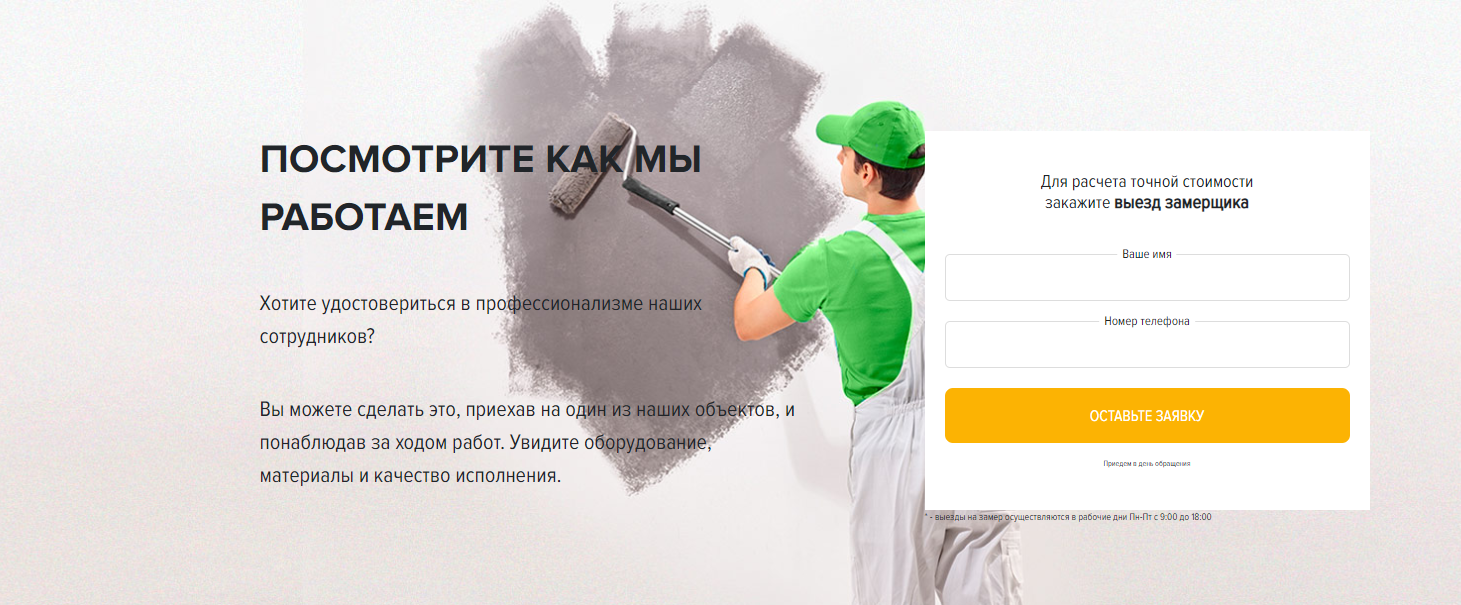 ПОСМОТРИТЕ КАК МЫ
РАБОТАЕМ
Хотите удостовериться в профессионализме наших
сотрудников?
Вы можете сделать это, приехав на один из наших объектов, и
понаблюдав за ходом работ. Увидите оборудование,
материалы и качество исполнения.
Для расчета точной стоимости
закажите выезд замерщика
Ваше имя
Номер телефона
ОСТАВЬТЕ ЗАЯВКУ
Приедем в день обращения
* - выезды на замер осуществляются в рабочие дни Пн-Пт с 9:00 до 18:00